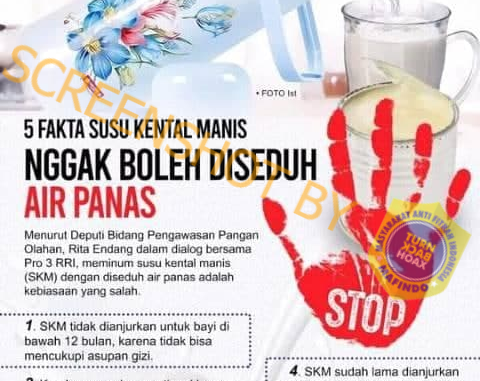 SCREENSHOT BY
• FOTO Ist
5 FAKTA SUSU KENTAL MANIS
NGGAK BOLEH DISEDUH
AIR PANAS
Menurut Deputi Bidang Pengawasan Pangan
Olahan, Rita Endang dalam dialog bersama
Pro 3 RRI, meminum susu kental manis
(SKM) dengan diseduh air panas adalah
kebiasaan yang salah.
STOP
MASYARAKAT ANTI FITNAH INDONESIA
TURN
BACK
HOAX
MAFINDO
1. SKM tidak dianjurkan untuk bayi di
bawah 12 bulan, karena tidak bisa
mencukupi asupan gizi.
4. SKM sudah lama dianjurkan